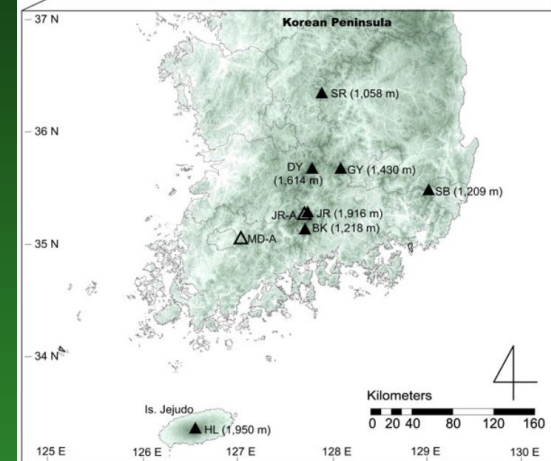 37 N
Korean Peninsula
SR (1,058 m)
36 N
DY
(1,614 m)
GY (1,430 m)
SB (1,209 m)
JR-A
JR (1,916 m)
BK (1,218 m)
35 N
MD-A
34 N
Kilometers
0 20 40 80 120 160
Is. Jejudo
HL (1,950 m)
125 E 126 E 127 E 128 E 129 E 130 E